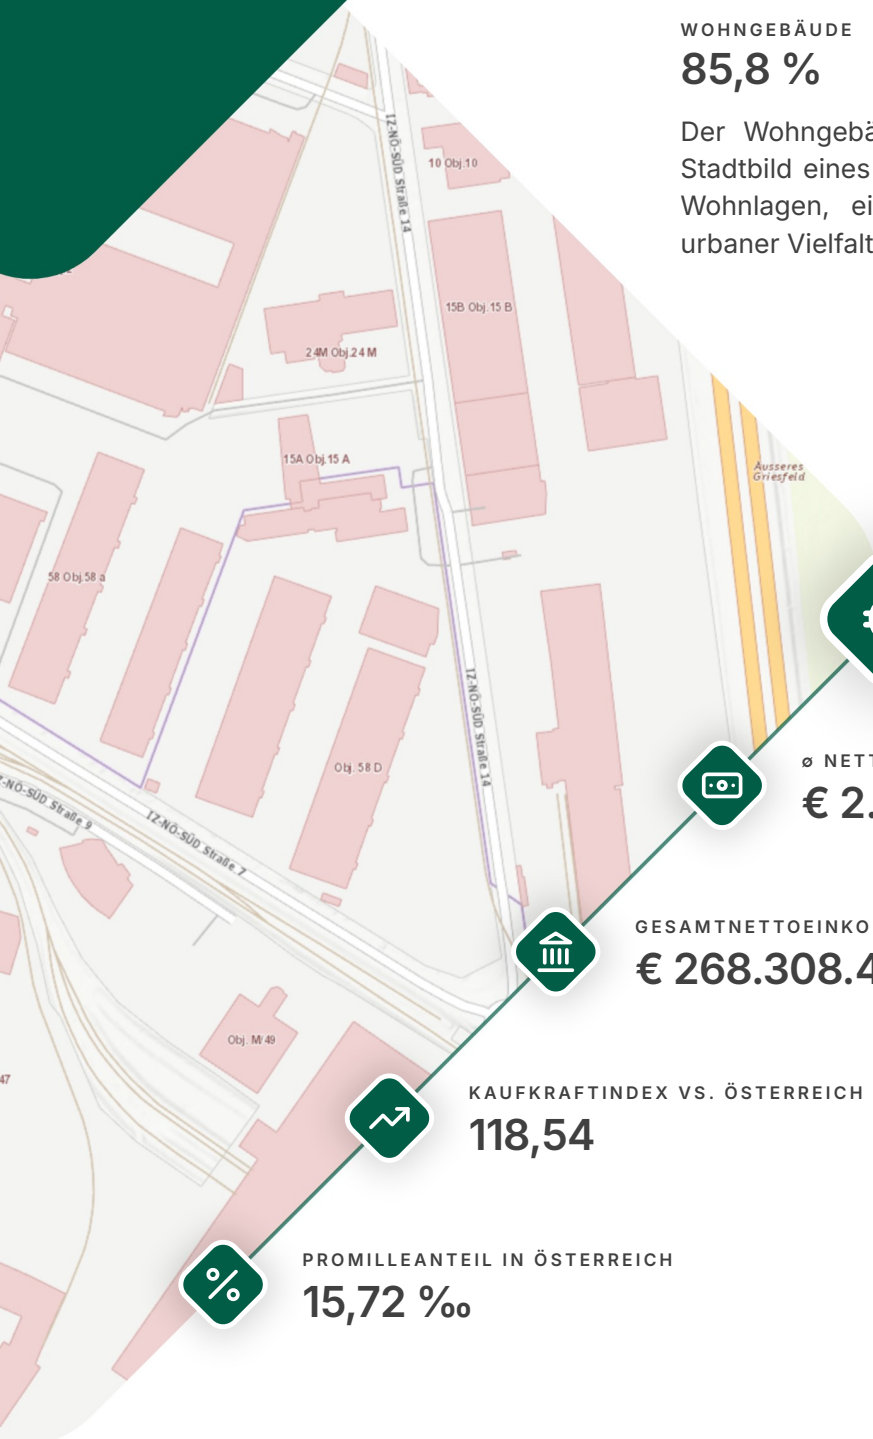 WOHNGEBÄUDE
85,8 %
Der Wohngebä
Stadtbild eines
Wohnlagen, ei
urbaner Vielfalt
IZ-NÖ-SÜD Straße 14
10 Obj.10
15B Obj.15 B
24M Obj.24 M
15A Obj.15 A
Äusseres
Griesfeld
58 Obj.58 a
IZ-NÖ-SÜD Straße 14
Obj. 58 D
Z-NÖ-SÜD Straße 9
IZ-NÖ-SÜD Straße 7
ø NETT
€ 2.
GESAMTNETTOEINKO
€ 268.308.4
Obj. M/49
47
KAUFKRAFTINDEX VS. ÖSTERREICH
118,54
PROMILLEANTEIL IN ÖSTERREICH
15,72 ‰